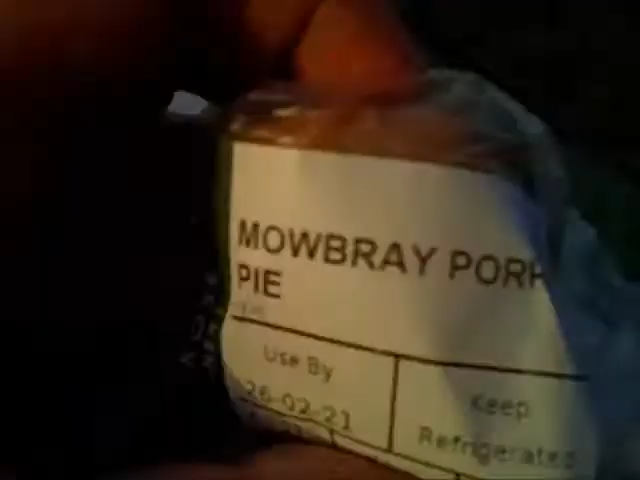 MOWBRAY PORK
PIE
Use By
26-02-21
Keep
Refrigerated